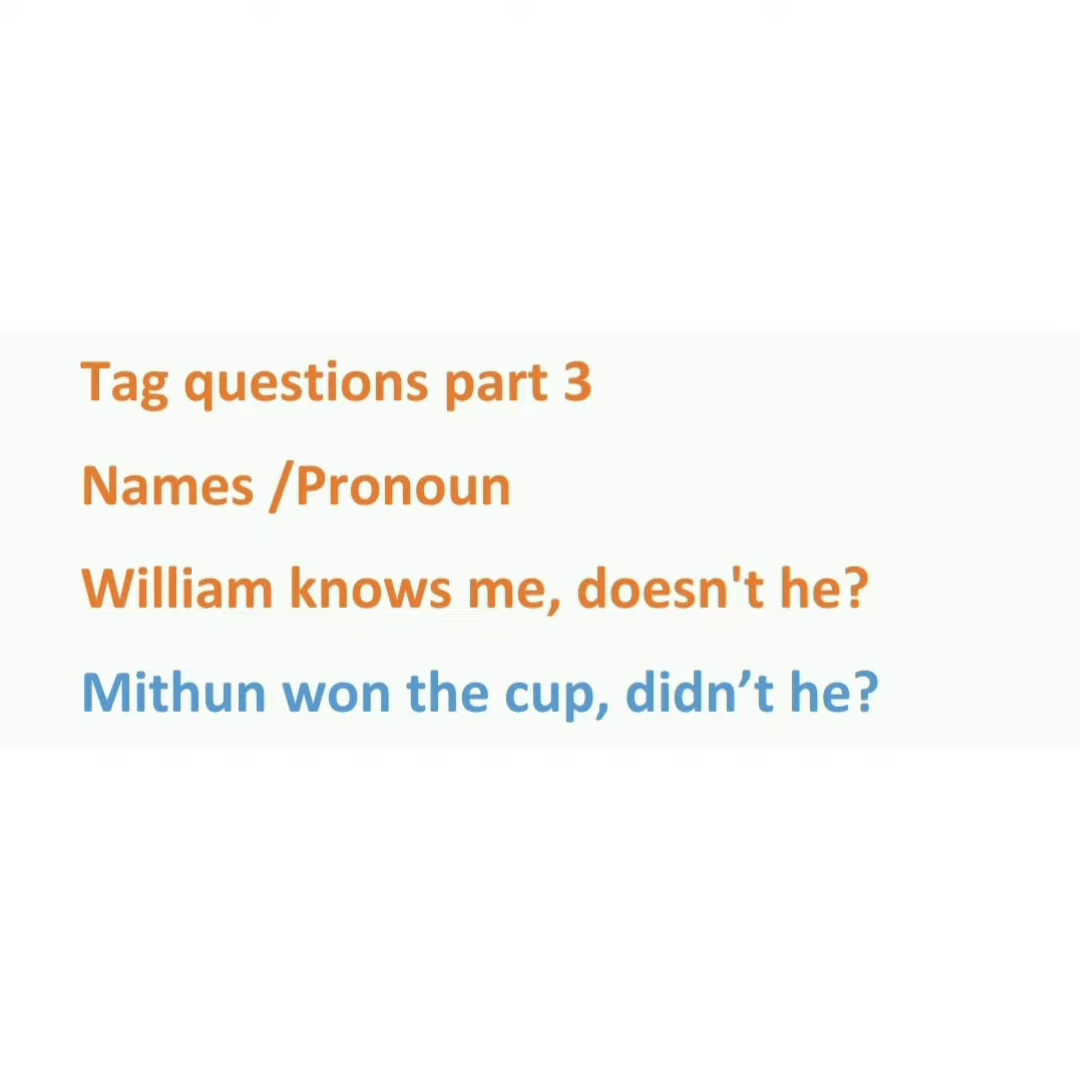 Tag questions part 3
Names /Pronoun
William knows me, doesn't he?
Mithun won the cup, didn’t he?